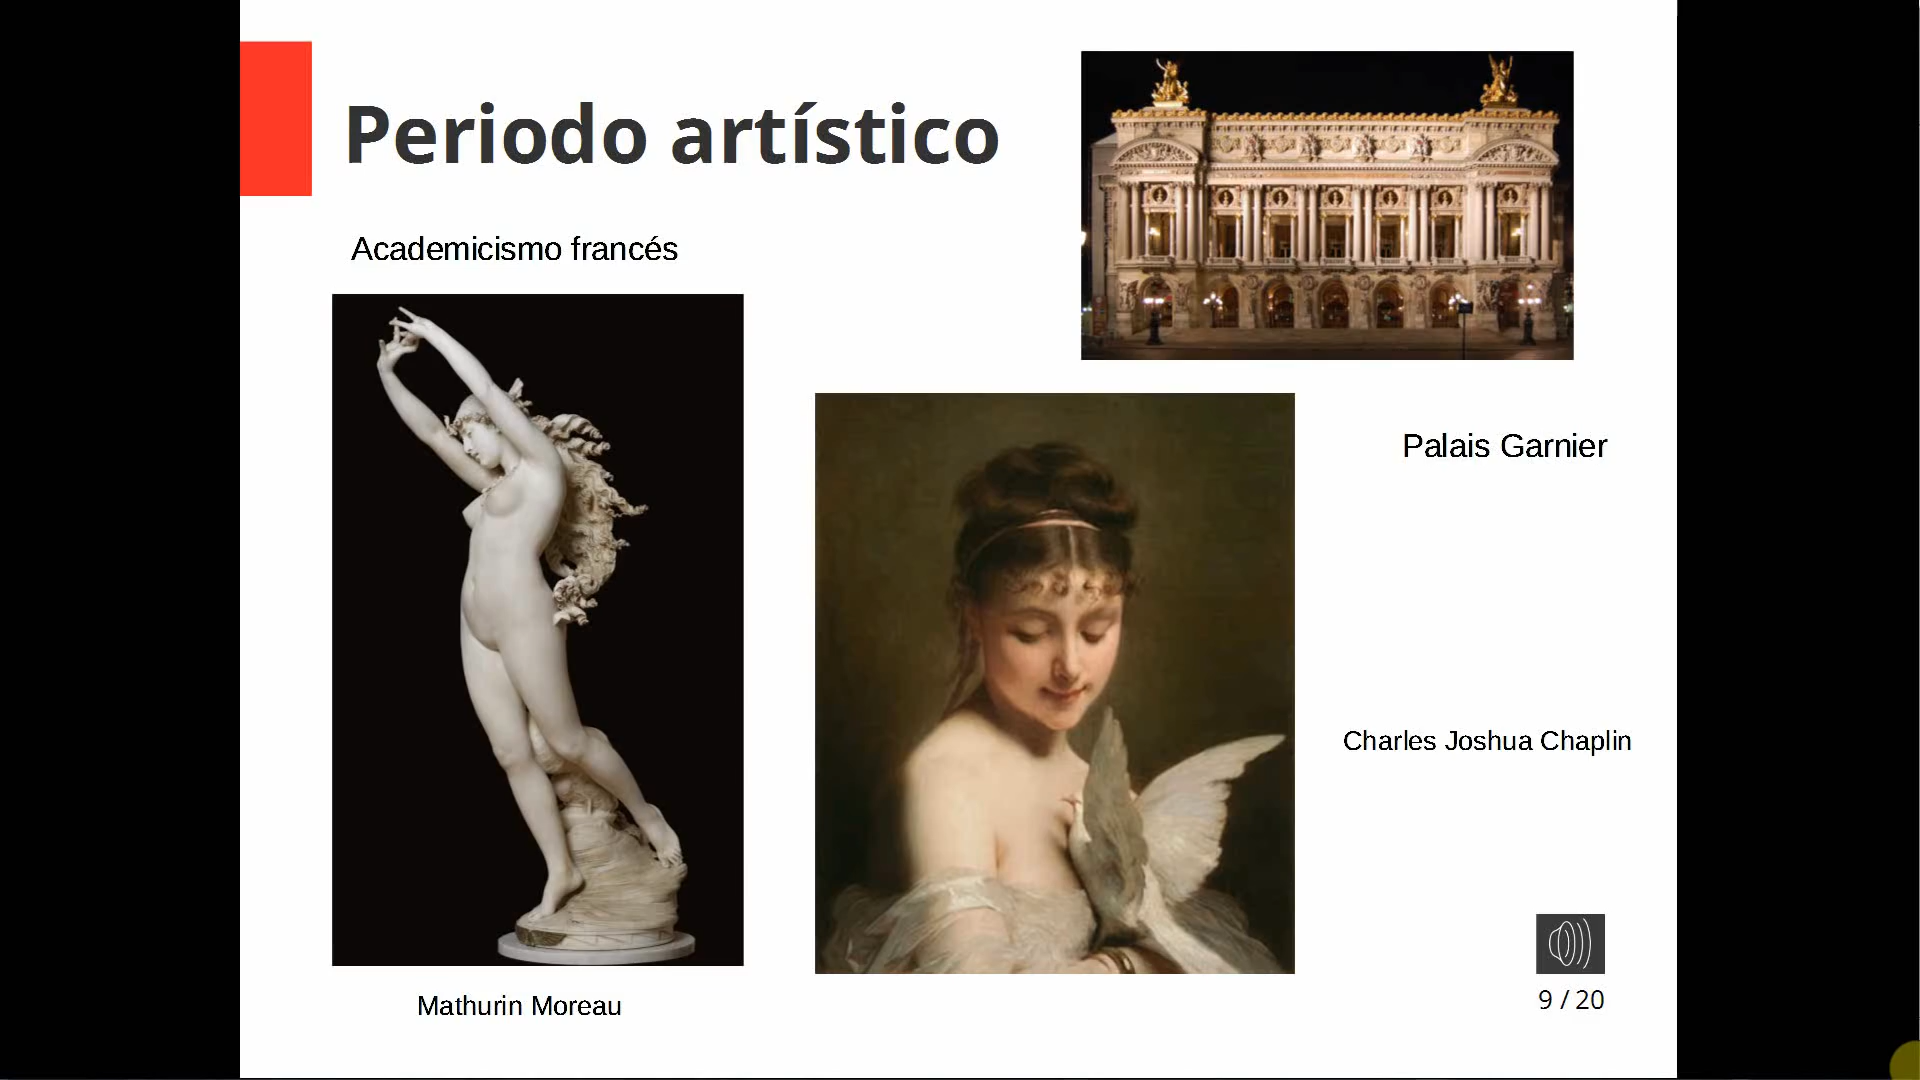 Periodo artístico
Academicismo francés
Palais Garnier
Charles Joshua Chaplin
Mathurin Moreau
9 / 20